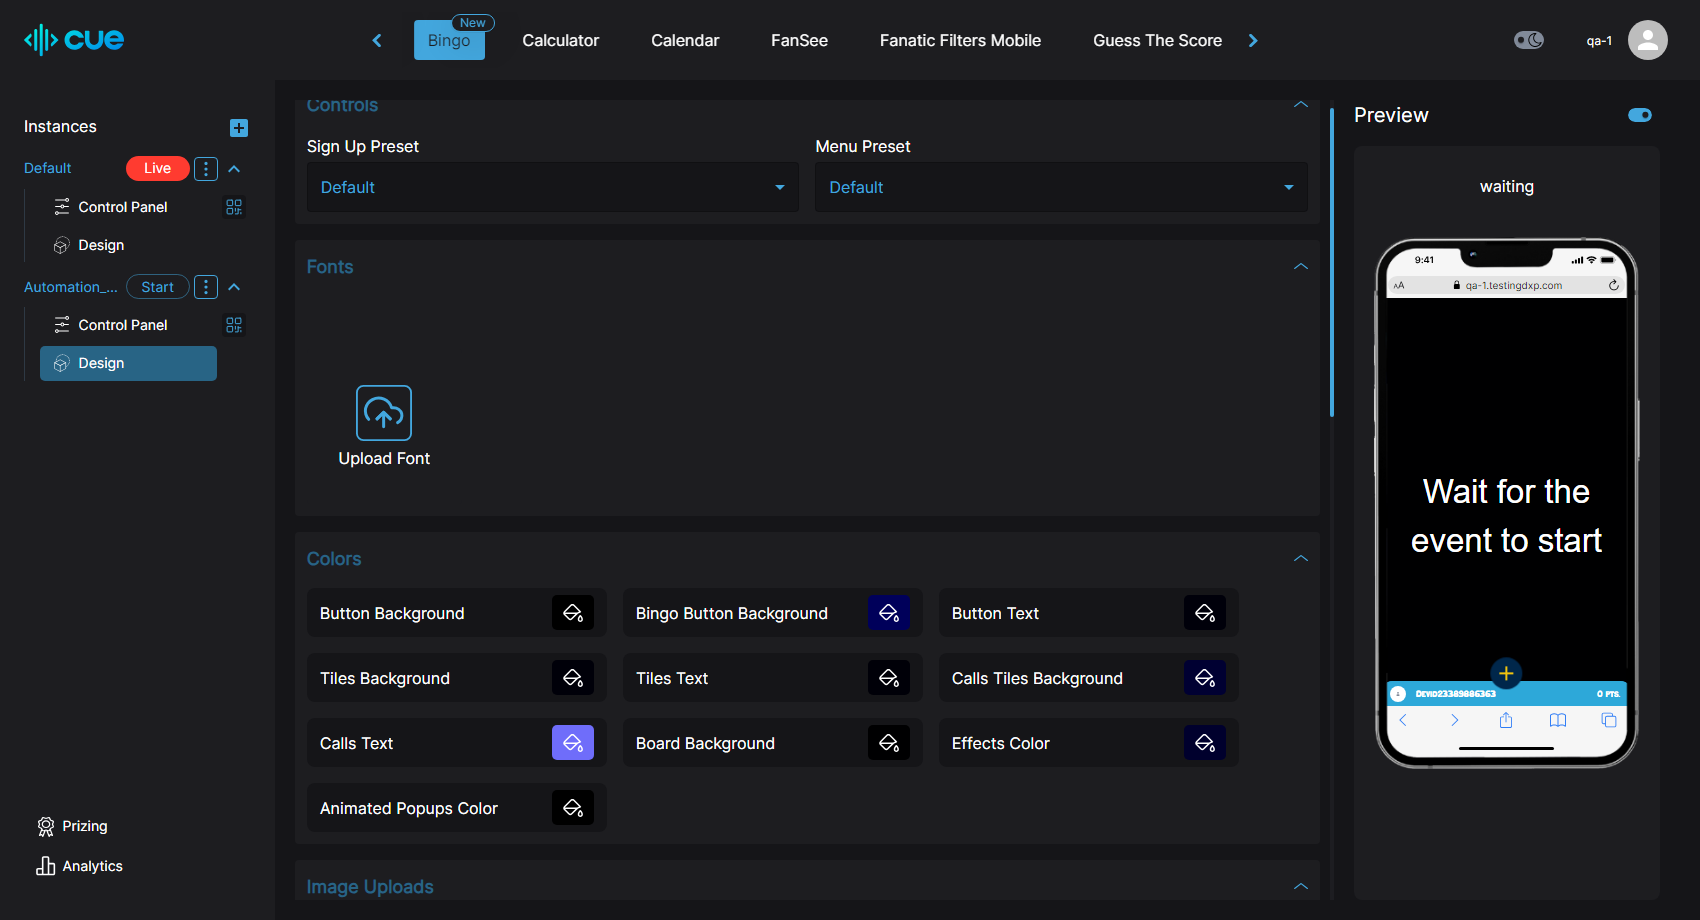 cue
New
Bingo
Calculator
Calendar
FanSee
Fanatic Filters Mobile
Guess The Score
qa-1
Instances
Default
Live
Control Panel
Design
Automation_...
Start
Control Panel
Design
Prizing
Analytics
Controls
Sign Up Preset
Menu Preset
Default
Default
Fonts
Upload Font
Colors
Button Background
Bingo Button Background
Button Text
Tiles Background
Tiles Text
Calls Tiles Background
Calls Text
Board Background
Effects Color
Animated Popups Color
Image Uploads
Preview
waiting
9:41
AA
qa-1.testingdxp.com
Wait for the
event to start
0 PTS.